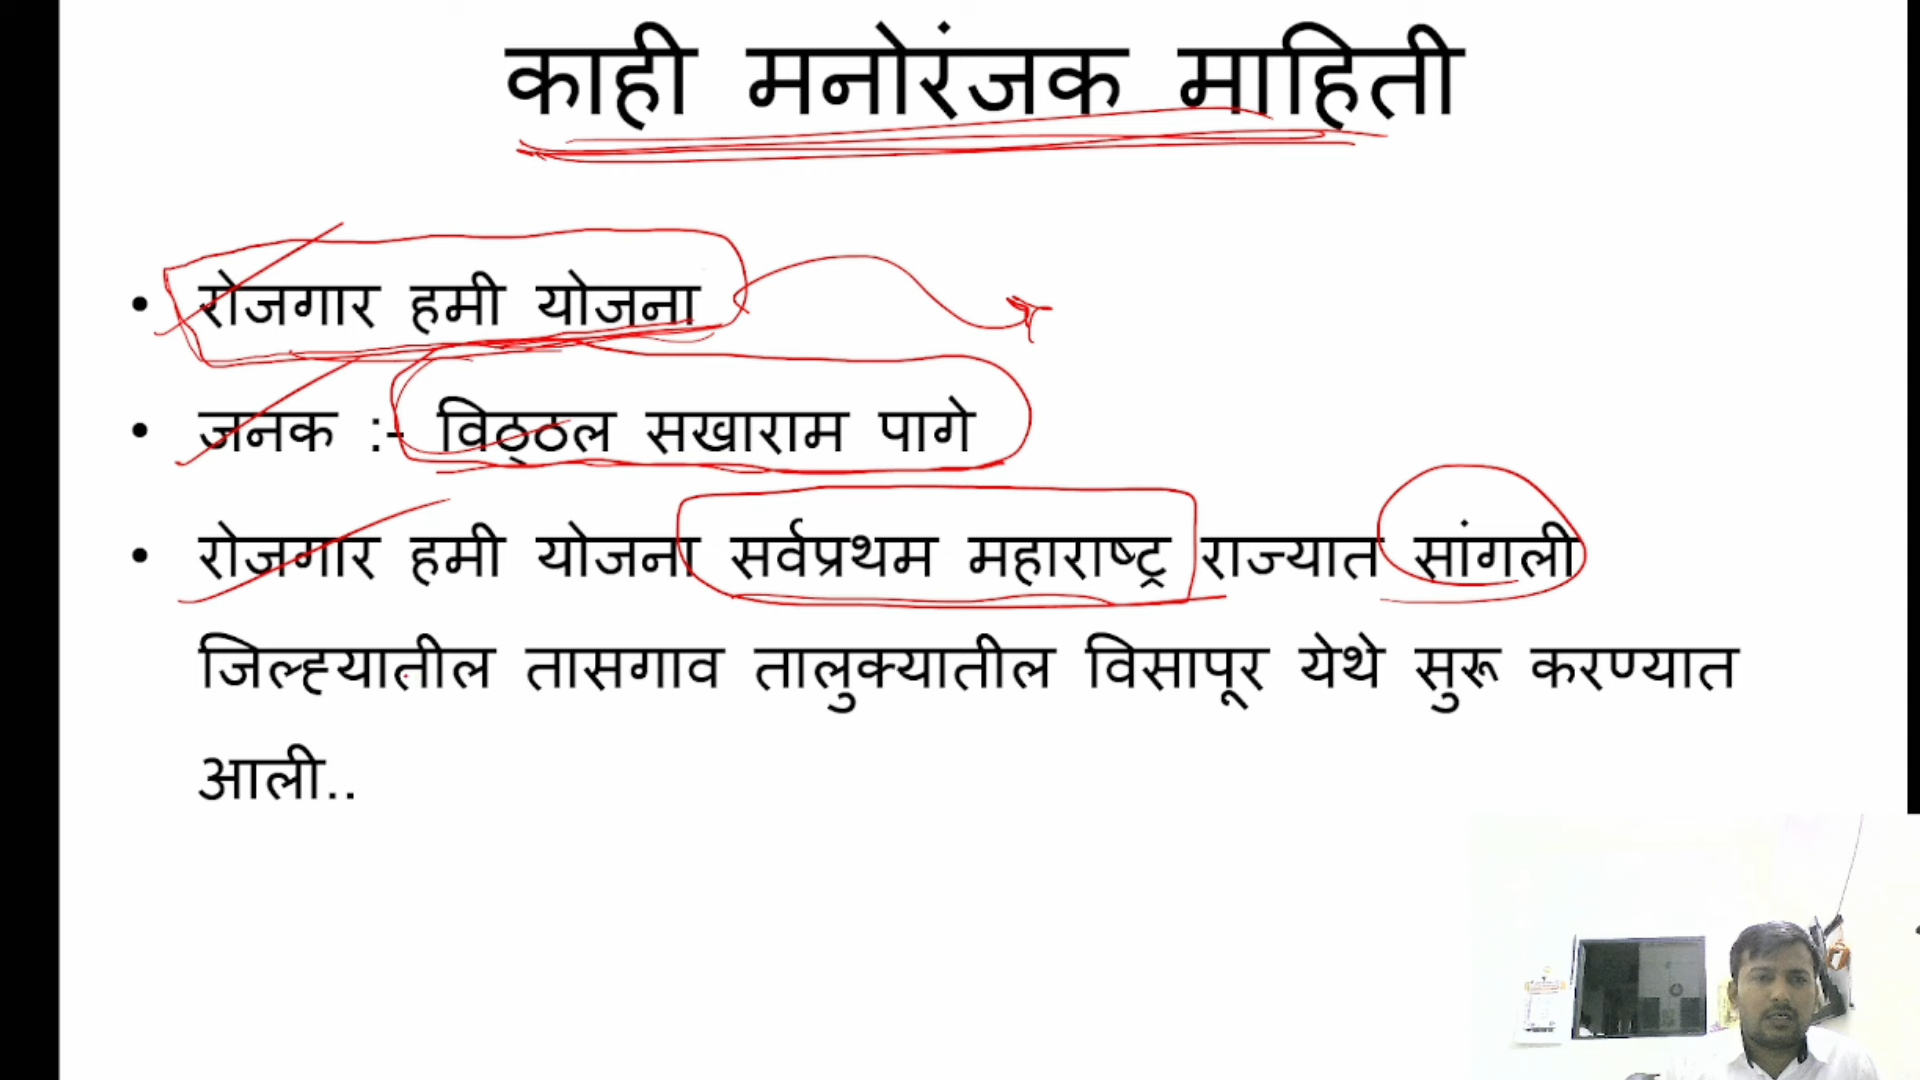 काही मनोरंजक माहिती
• रोजगार हमी योजना
• जनक :- विठ्ठल सखाराम पागे
• रोजगार हमी योजना सर्वप्रथम महाराष्ट्र राज्यात सांगली
जिल्ह्यातील तासगाव तालुक्यातील विसापूर येथे सुरू करण्यात
आली..